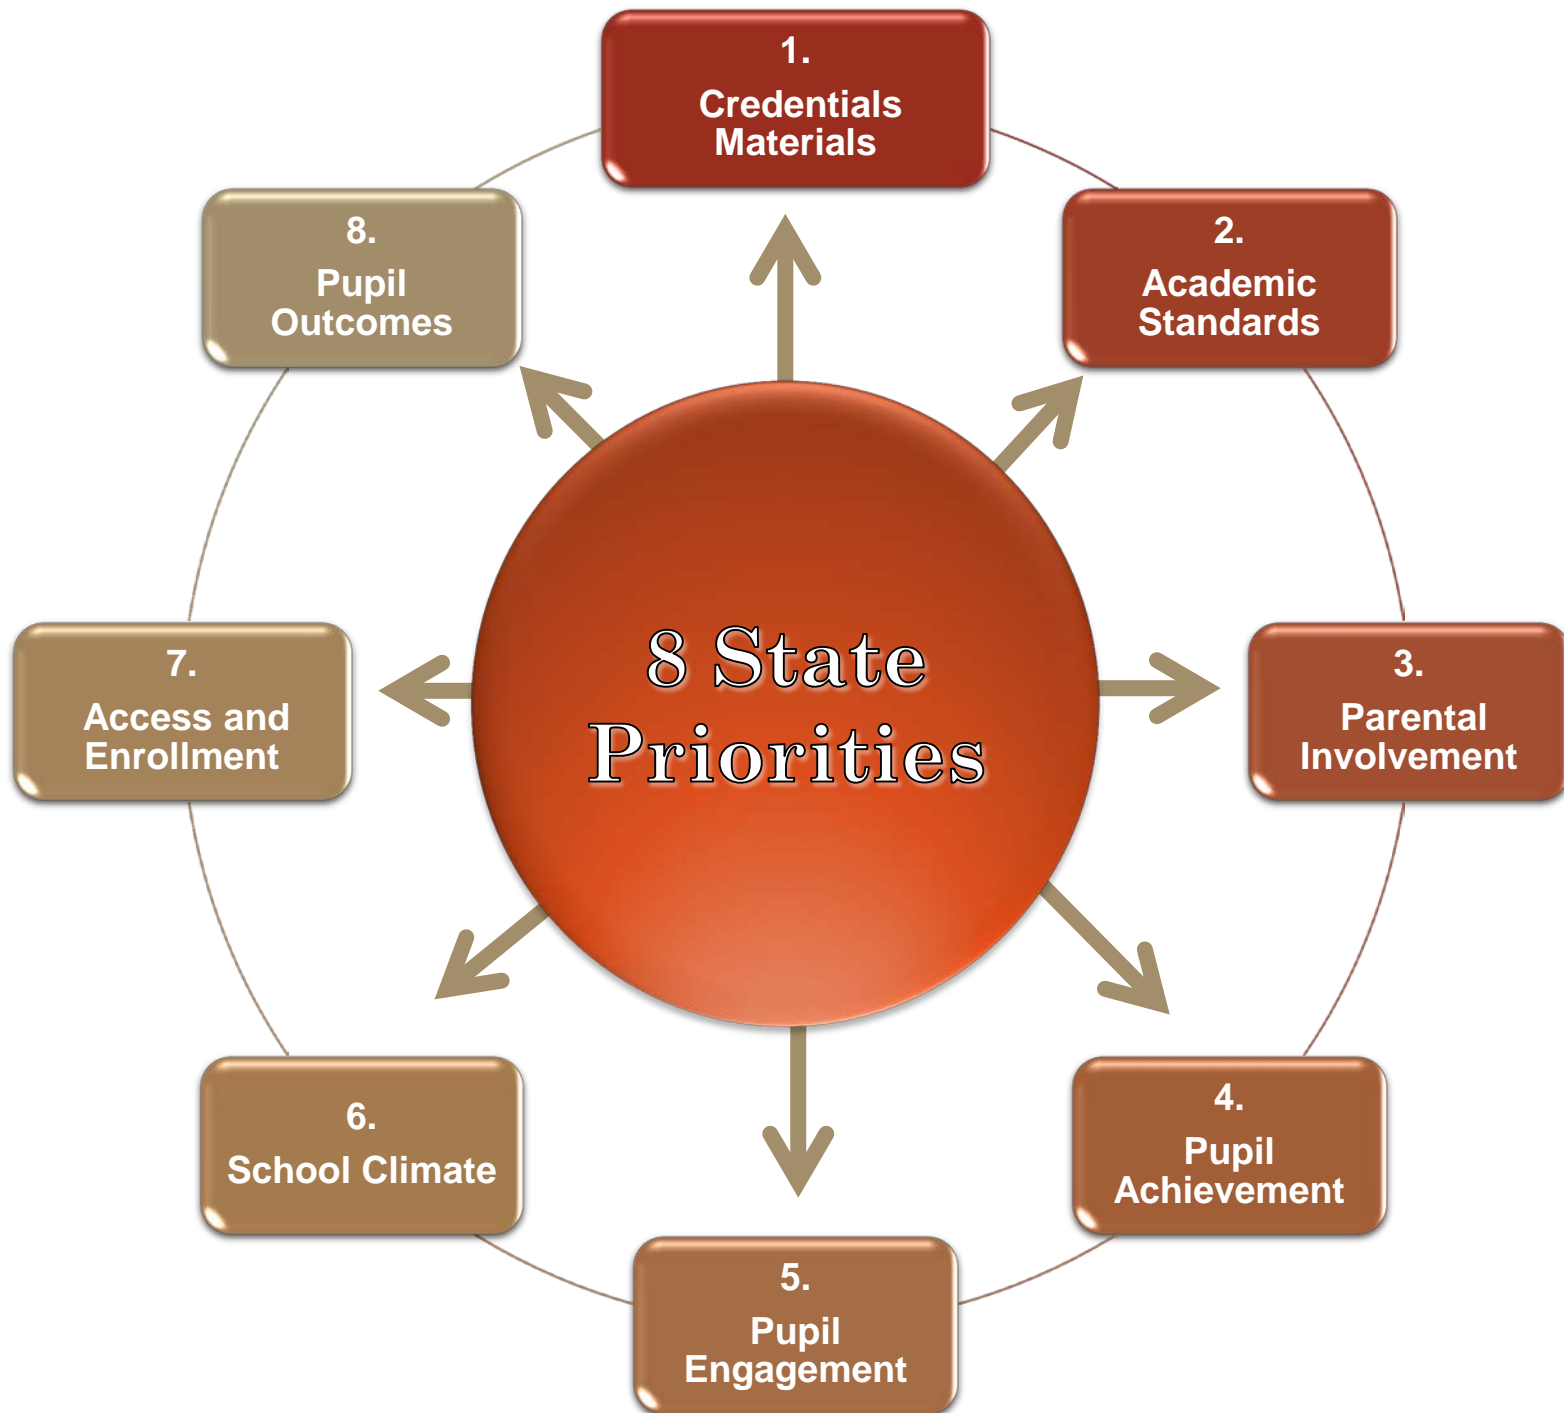 1.
Credentials
Materials
2.
Academic
Standards
3.
Parental
Involvement
4.
Pupil
Achievement
5.
Pupil
Engagement
6.
School Climate
7.
Access and
Enrollment
8.
Pupil
Outcomes
8 State
Priorities